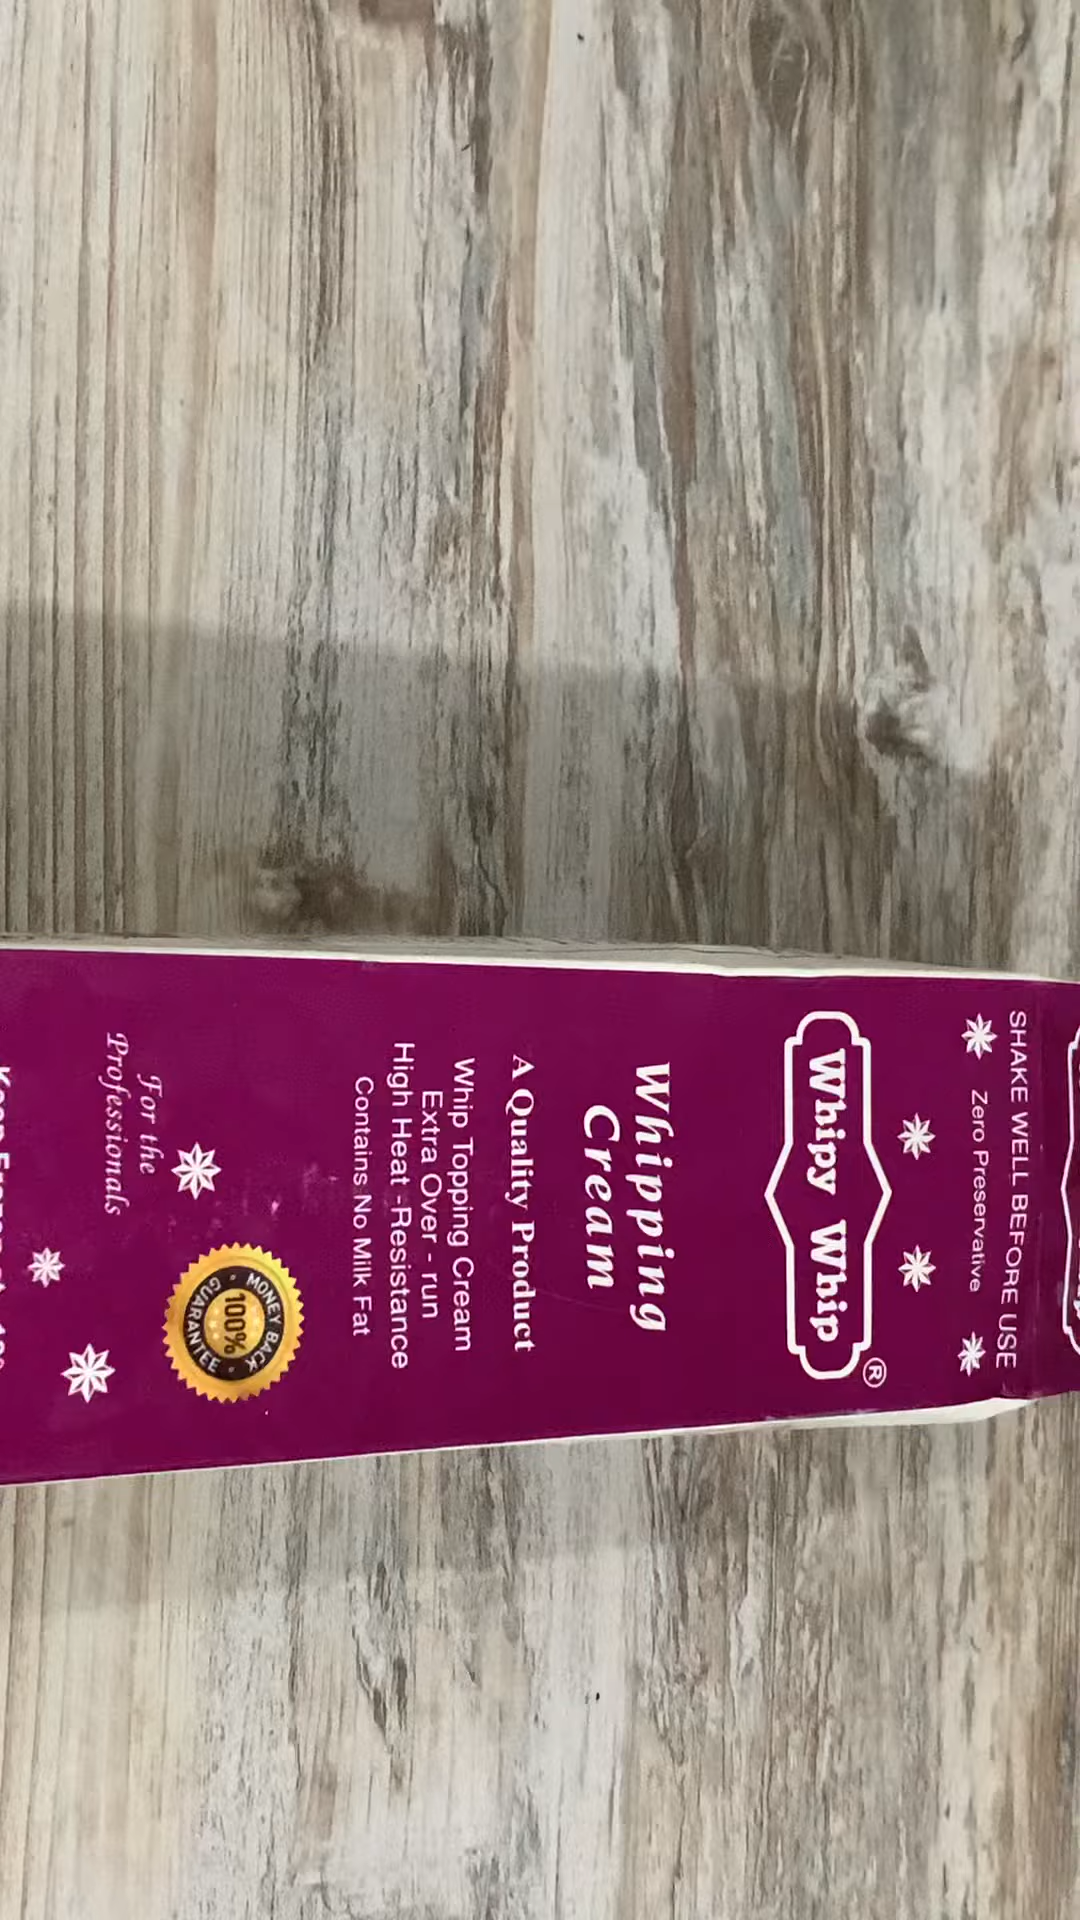 SHAKE WELL BEFORE USE
Zero Preservative
Whipy Whip®
Whipping
Cream
A Quality Product
Whip Topping Cream
Extra Over - run
High Heat -Resistance
Contains No Milk Fat
For the
Professionals
MONEY BACK
100%
GUARANTEE